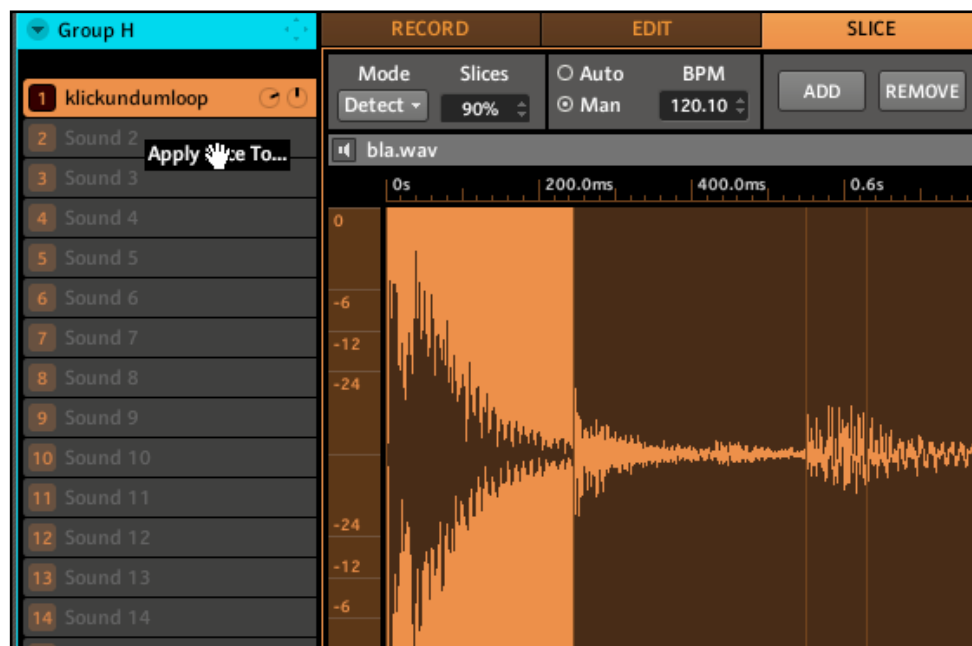 Group H
RECORD EDIT SLICE
Mode Slices Auto BPM
Detect 90% Man 120.10 ADD REMOVE
1 klickundumloop
2 Sound 2
Apply Slice To...
bla.wav
3 Sound 3
0s 200.0ms 400.0ms 0.6s
4 Sound 4
0
5 Sound 5
6 Sound 6
-6
7 Sound 7
-12
8 Sound 8
-24
9 Sound 9
10 Sound 10
11 Sound 11
-24
12 Sound 12
-12
13 Sound 13
-6
14 Sound 14